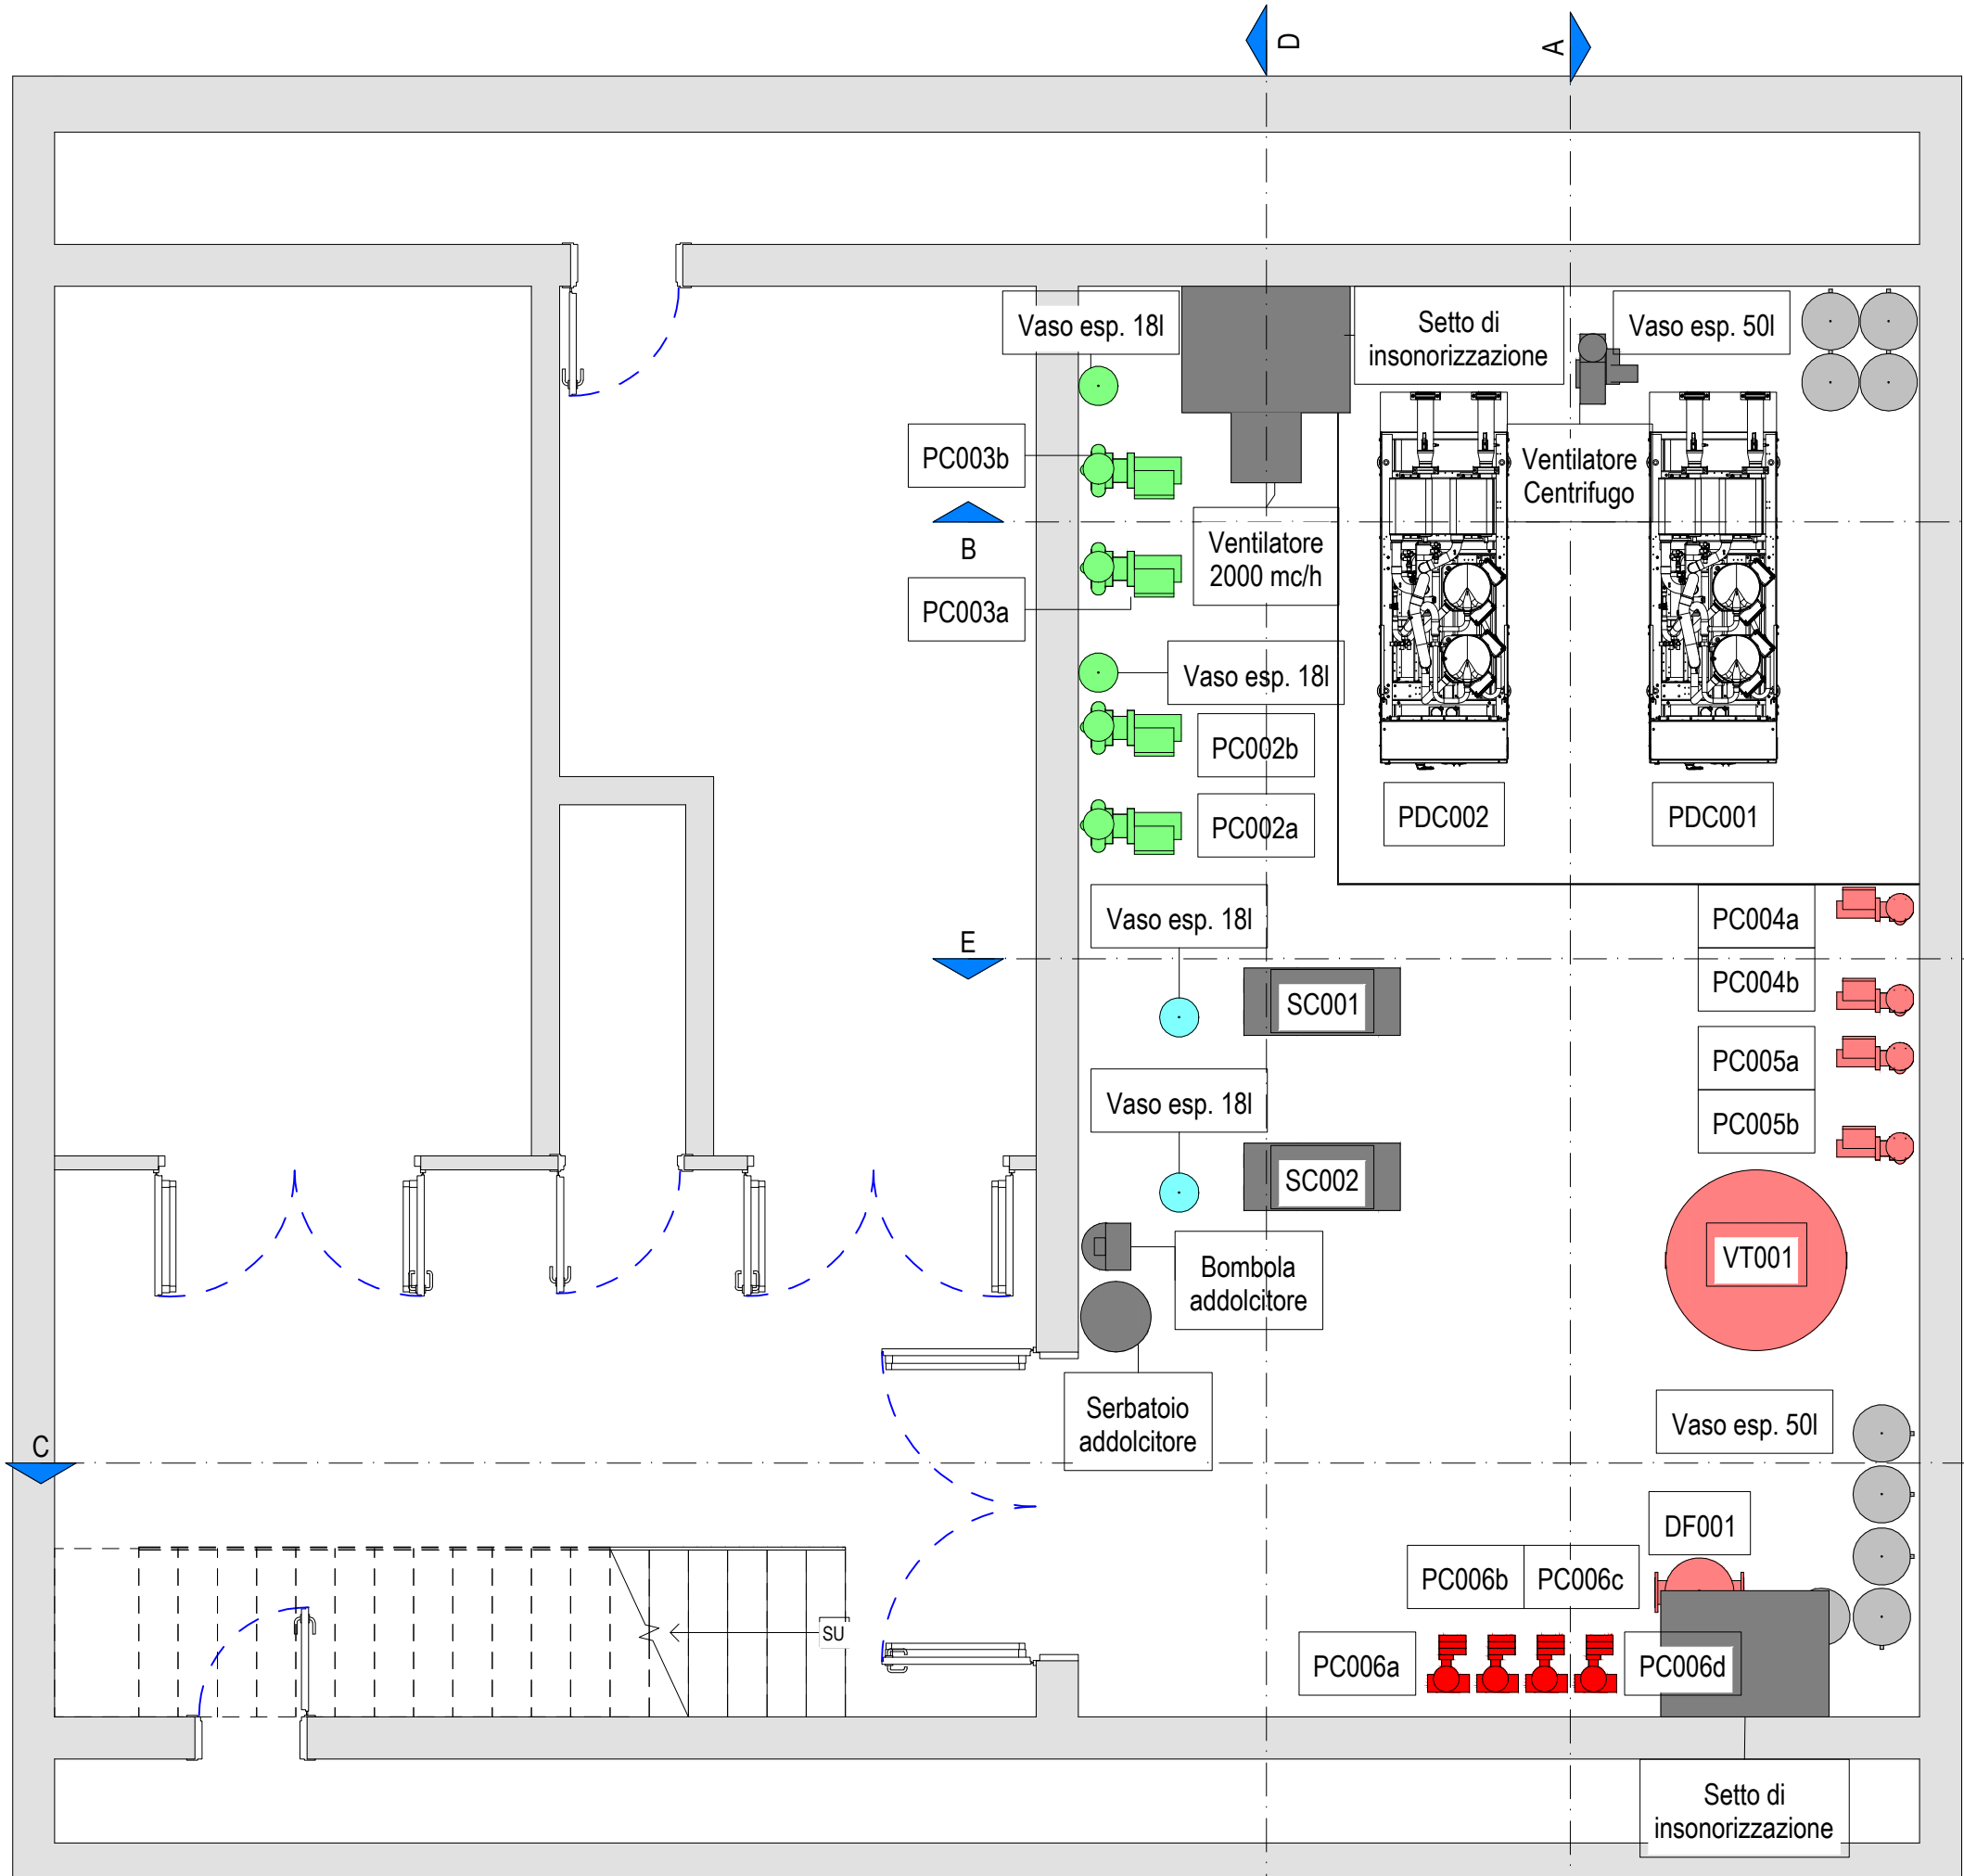 D
A
Vaso esp. 18l
Setto di
insonorizzazione
Vaso esp. 50l
PC003b
Ventilatore
Centrifugo
B
Ventilatore
2000 mc/h
PC003a
Vaso esp. 18l
PC002b
PC002a
PDC002
PDC001
Vaso esp. 18l
PC004a
E
PC004b
SC001
PC005a
Vaso esp. 18l
PC005b
SC002
VT001
Bombola
addolcitore
Serbatoio
addolcitore
Vaso esp. 50l
C
DF001
PC006b
PC006c
SU
PC006a
PC006d
Setto di
insonorizzazione